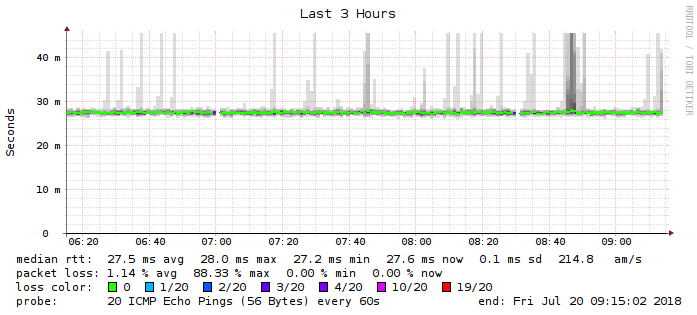 Last 3 Hours
RRDTOOL / TOBI OETIKER
Seconds
40 m
30 m
20 m
10 m
0
06:20 06:40 07:00 07:20 07:40 08:00 08:20 08:40 09:00
median rtt: 27.5 ms avg 28.0 ms max 27.2 ms min 27.6 ms now 0.1 ms sd 214.8 am/s
packet loss: 1.14 % avg 88.33 % max 0.00 % min 0.00 % now
loss color: 0 1/20 2/20 3/20 4/20 10/20 19/20
probe: 20 ICMP Echo Pings (56 Bytes) every 60s end: Fri Jul 20 09:15:02 2018